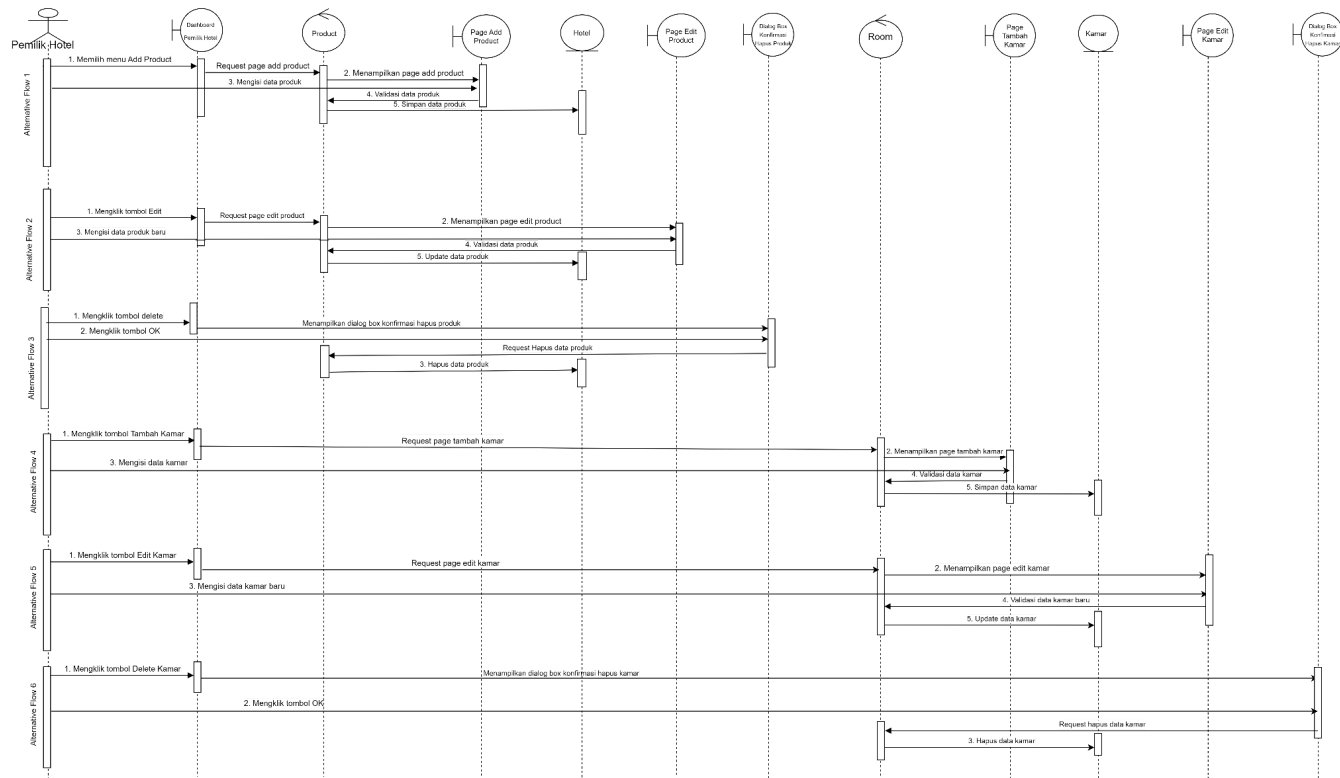 Pemilik Hotel
Dashboard
Pemilik Hotel
Product
Page Add
Product
Hotel
Page Edit
Product
Dialog Box
Konfirmasi
Hapus Produk
Room
Page
Tambah
Kamar
Kamar
Page Edit
Kamar
Dialog Box
Konfirmasi
Hapus Kamar
Alternative Flow 1
1. Memilih menu Add Product
Request page add product
2. Menampilkan page add product
3. Mengisi data produk
4. Validasi data produk
5. Simpan data produk
Alternative Flow 2
1. Mengklik tombol Edit
Request page edit product
2. Menampilkan page edit product
3. Mengisi data produk baru
4. Validasi data produk
5. Update data produk
Alternative Flow 3
1. Mengklik tombol delete
Menampilkan dialog box konfirmasi hapus produk
2. Mengklik tombol OK
Request Hapus data produk
3. Hapus data produk
Alternative Flow 4
1. Mengklik tombol Tambah Kamar
Request page tambah kamar
2. Menampilkan page tambah kamar
3. Mengisi data kamar
4. Validasi data kamar
5. Simpan data kamar
Alternative Flow 5
1. Mengklik tombol Edit Kamar
Request page edit kamar
2. Menampilkan page edit kamar
3. Mengisi data kamar baru
4. Validasi data kamar baru
5. Update data kamar
Alternative Flow 6
1. Mengklik tombol Delete Kamar
Menampilkan dialog box konfirmasi hapus kamar
2. Mengklik tombol OK
Request hapus data kamar
3. Hapus data kamar